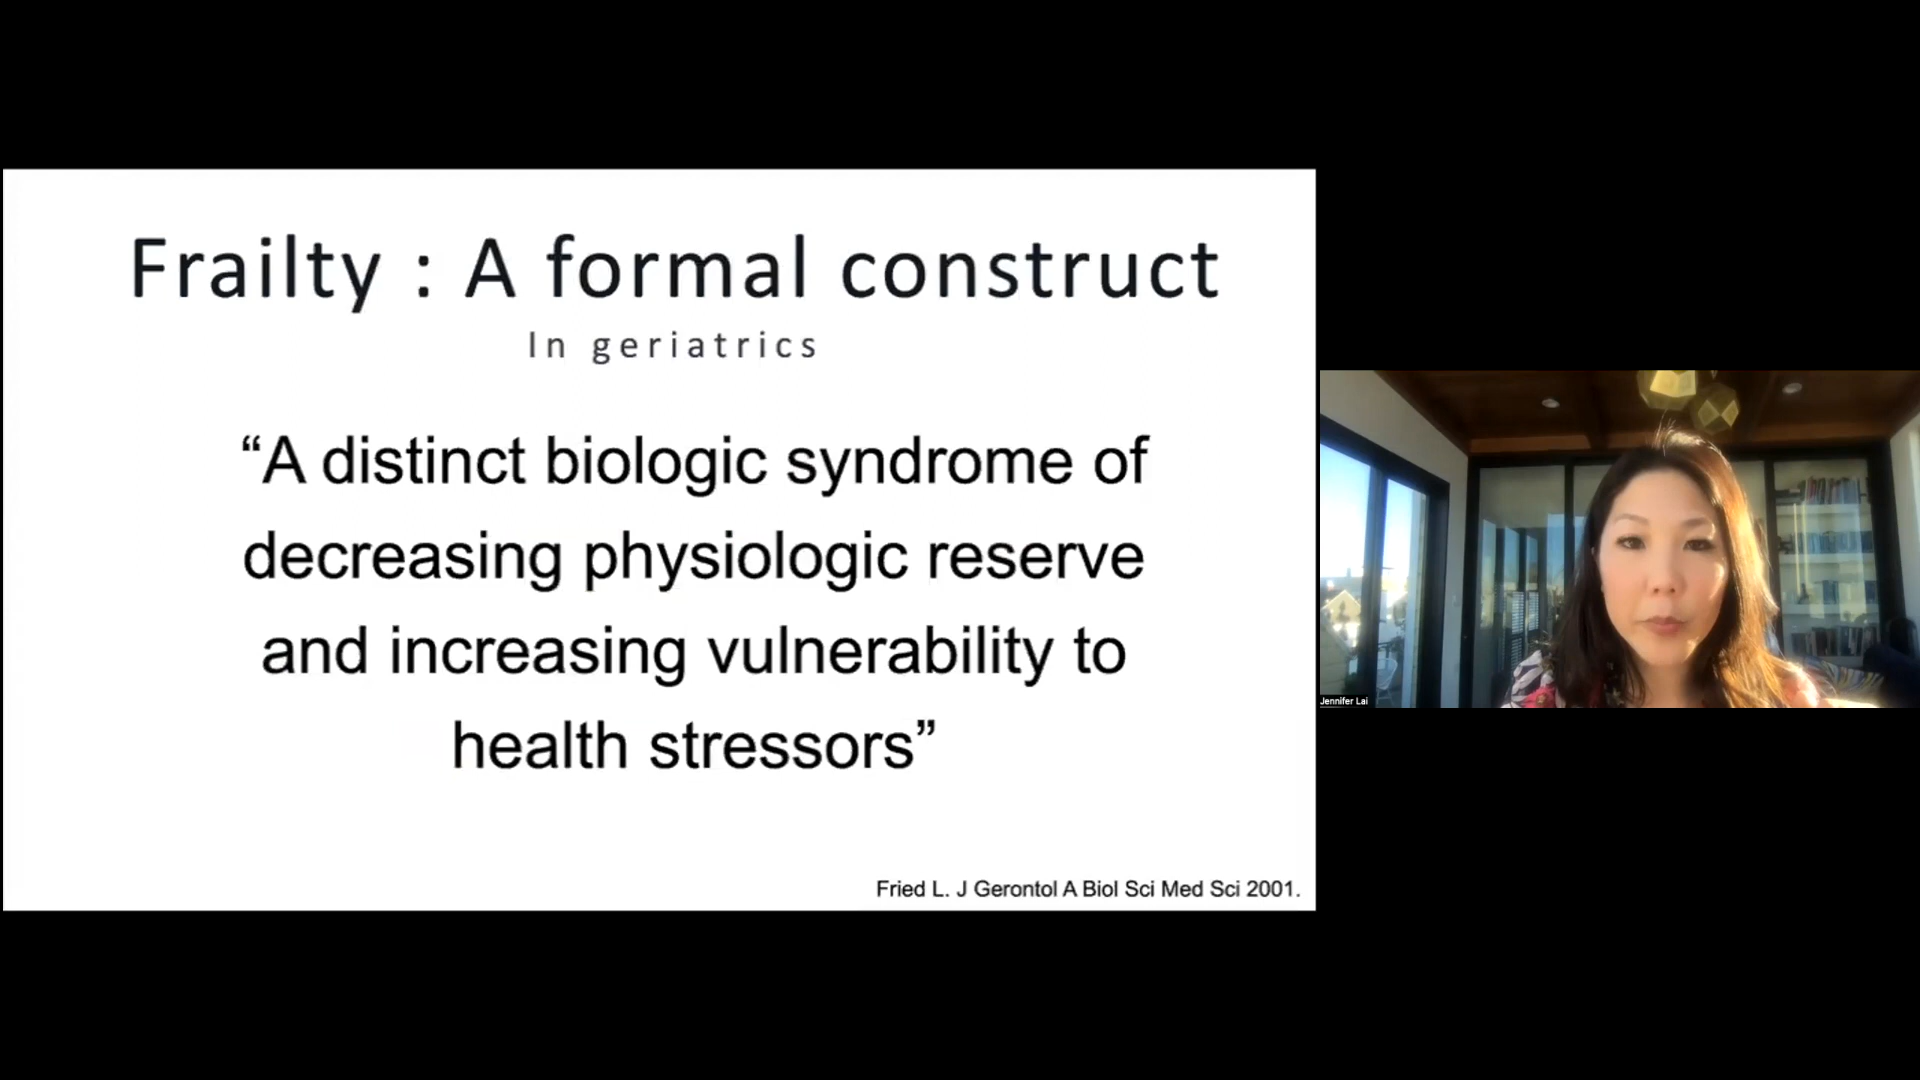 Frailty : A formal construct
In geriatrics
“A distinct biologic syndrome of
decreasing physiologic reserve
and increasing vulnerability to
health stressors”
Fried L. J Gerontol A Biol Sci Med Sci 2001.
Jennifer Lai